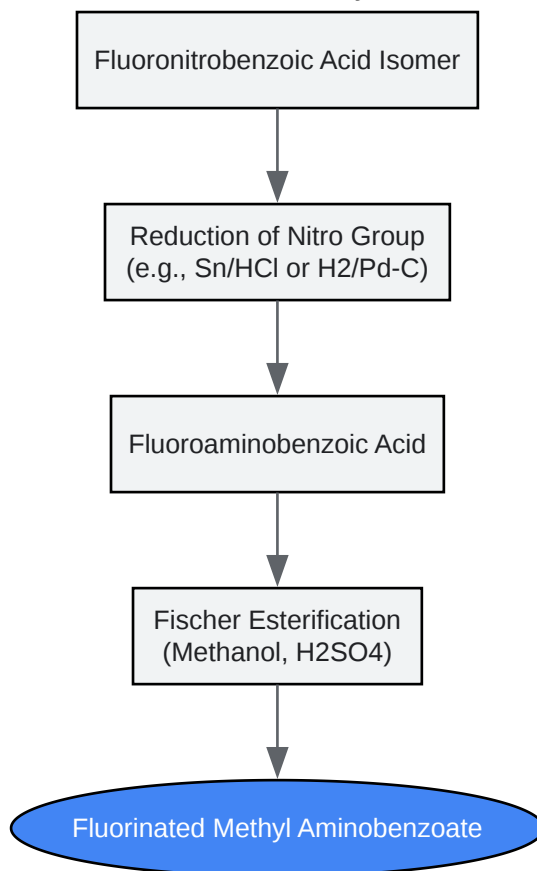 Fluoronitrobenzoic Acid Isomer
Reduction of Nitro Group
(e.g., Sn/HCl or H2/Pd-C)
Fluoroaminobenzoic Acid
Fischer Esterification
(Methanol, H2SO4)
Fluorinated Methyl Aminobenzoate